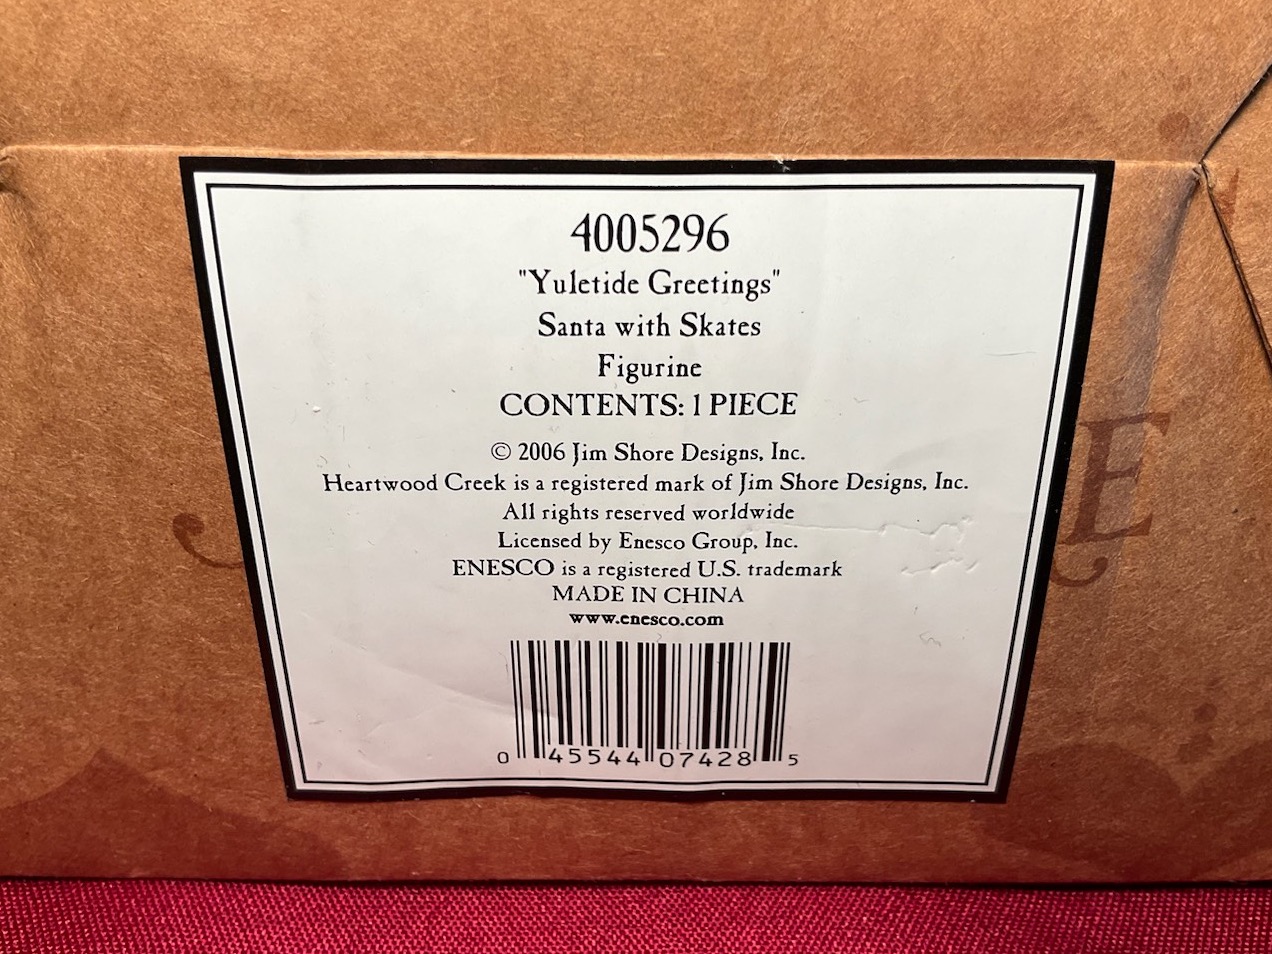 4005296
"Yuletide Greetings"
Santa with Skates
Figurine
CONTENTS: 1 PIECE
© 2006 Jim Shore Designs, Inc.
Heartwood Creek is a registered mark of Jim Shore Designs, Inc.
All rights reserved worldwide
Licensed by Enesco Group, Inc.
ENESCO is a registered U.S. trademark
MADE IN CHINA
www.enesco.com
0 45544 07428 5